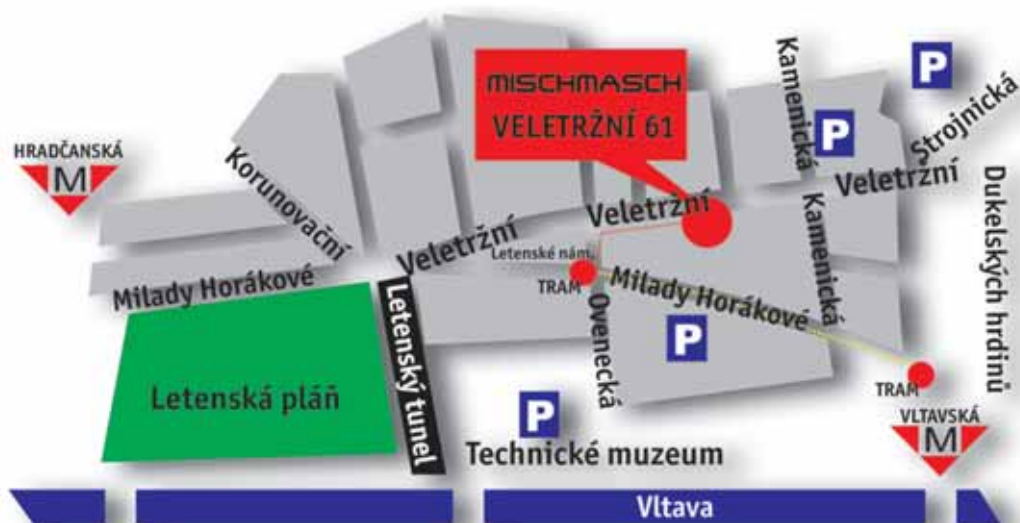 MISCHMASCH
VELETRŽNÍ 61
Kamenická
P
Strojnická
P
HRADČANSKÁ
M
Korunovační
Veletržní
Dukelských hrdinů
Veletržní
Kamenická
Veletržní
Letenské nám.
TRAM
Milady Horákové
Milady Horákové
Letenský tunel
Ovenecká
P
Letenská pláň
TRAM
P
VLTAVSKÁ
M
Technické muzeum
Vltava